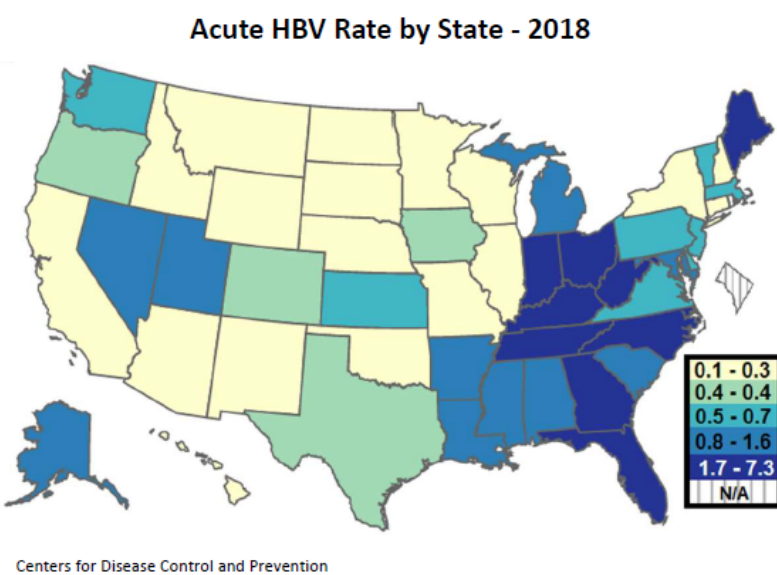 Acute HBV Rate by State - 2018
0.1 - 0.3
0.4 - 0.4
0.5 - 0.7
0.8 - 1.6
1.7 - 7.3
N/A
Centers for Disease Control and Prevention